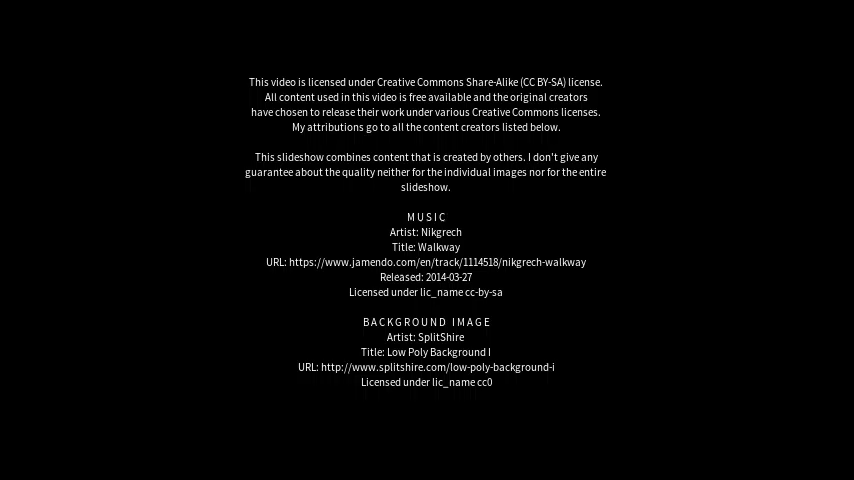 This video is licensed under Creative Commons Share-Alike (CC BY-SA) license.
All content used in this video is free available and the original creators
have chosen to release their work under various Creative Commons licenses.
My attributions go to all the content creators listed below.
This slideshow combines content that is created by others. I don't give any
guarantee about the quality neither for the individual images nor for the entire
slideshow.
MUSIC
Artist: Nikgrech
Title: Walkway
URL: https://www.jamendo.com/en/track/1114518/nikgrech-walkway
Released: 2014-03-27
Licensed under lic_name cc-by-sa
BACKGROUND IMAGE
Artist: SplitShire
Title: Low Poly Background I
URL: http://www.splitshire.com/low-poly-background-i
Licensed under lic_name cc0